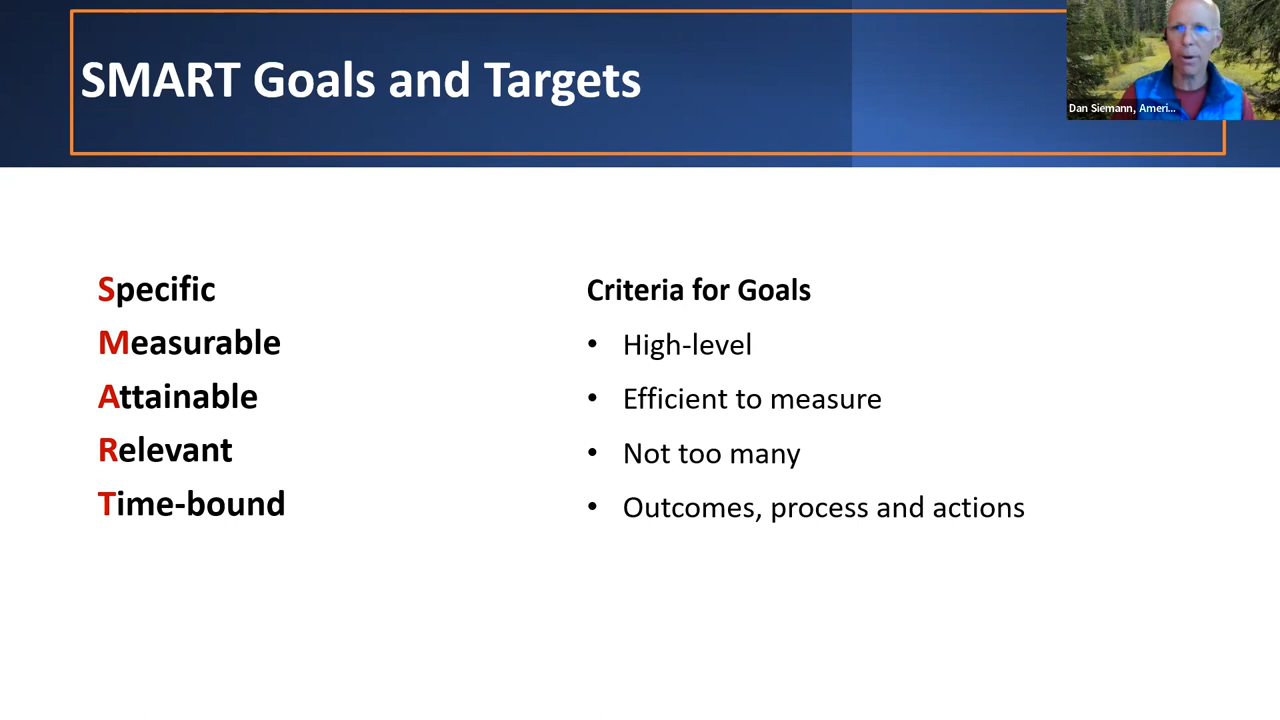 SMART Goals and Targets
Dan Siemann, Ameri...
Specific
Measurable
Attainable
Relevant
Time-bound
Criteria for Goals
• High-level
• Efficient to measure
• Not too many
• Outcomes, process and actions